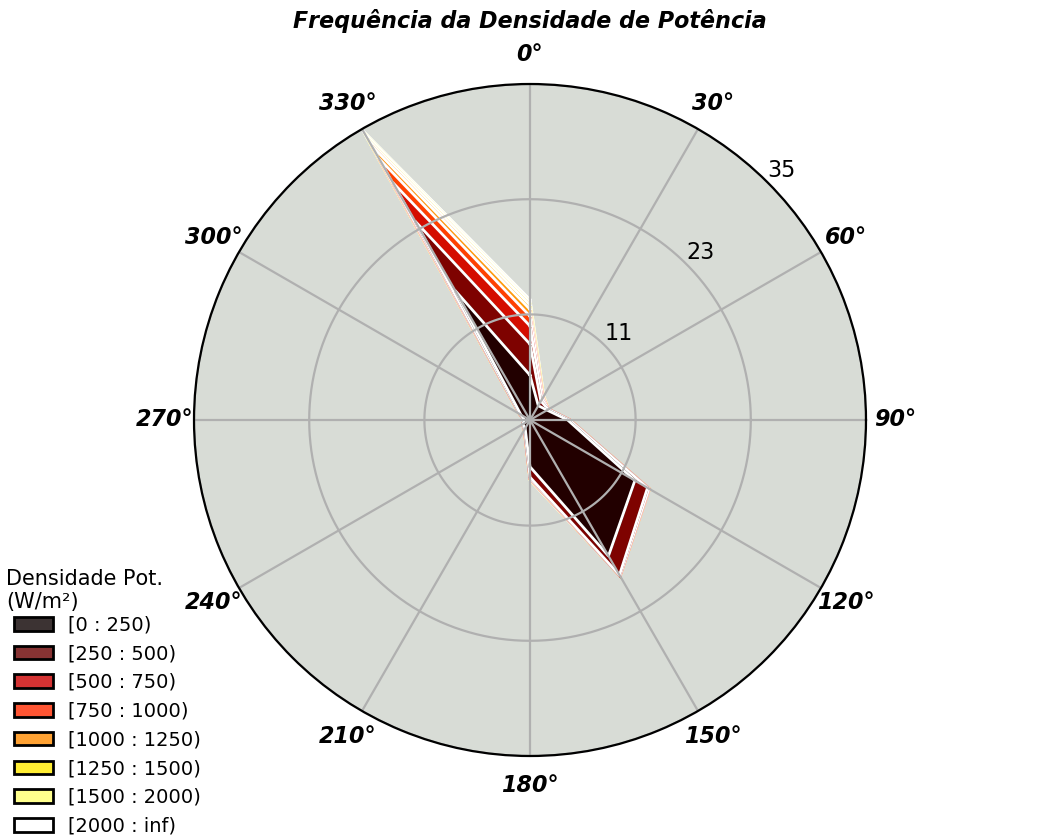 Frequência da Densidade de Potência
0°
330°
30°
35
300°
60°
23
11
270°
90°
240°
120°
210°
150°
180°
Densidade Pot.
(W/m²)
[0 : 250)
[250 : 500)
[500 : 750)
[750 : 1000)
[1000 : 1250)
[1250 : 1500)
[1500 : 2000)
[2000 : inf)